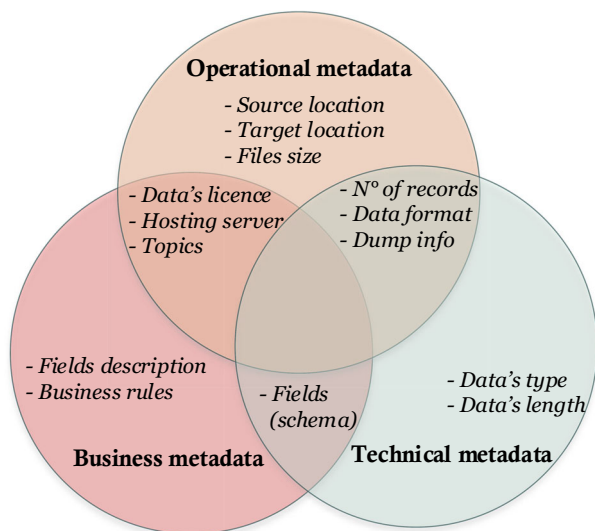 Operational metadata
- Source location
- Target location
- Files size
- Data's licence
- Hosting server
- Topics
- N° of records
- Data format
- Dump info
- Fields description
- Business rules
- Fields
(schema)
- Data's type
- Data's length
Business metadata
Technical metadata